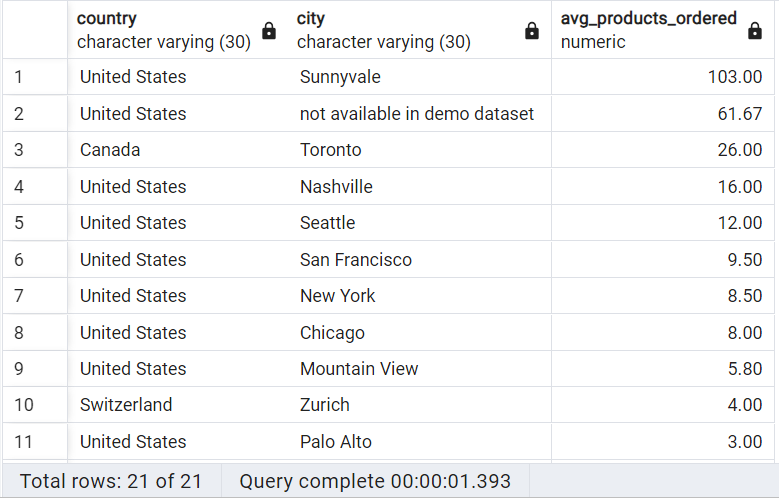 country city avg_products_ordered
character varying (30) character varying (30) numeric
1 United States Sunnyvale 103.00
2 United States not available in demo dataset 61.67
3 Canada Toronto 26.00
4 United States Nashville 16.00
5 United States Seattle 12.00
6 United States San Francisco 9.50
7 United States New York 8.50
8 United States Chicago 8.00
9 United States Mountain View 5.80
10 Switzerland Zurich 4.00
11 United States Palo Alto 3.00
Total rows: 21 of 21 Query complete 00:00:01.393